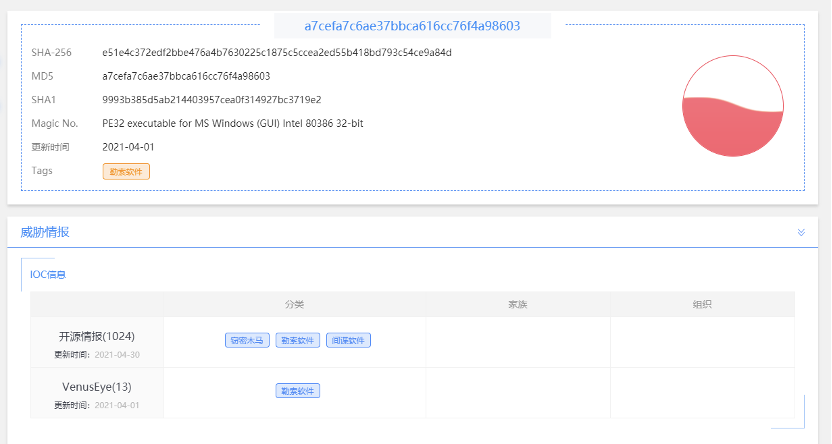 a7cefa7c6ae37bbca616cc76f4a98603
SHA-256 e51e4c372edf2bbe476a4b7630225c1875c5ccea2ed55b418bd793c54ce9a84d
MD5 a7cefa7c6ae37bbca616cc76f4a98603
SHA1 9993b385d5ab214403957cea0f314927bc3719e2
Magic No. PE32 executable for MS Windows (GUI) Intel 80386 32-bit
更新时间 2021-04-01
Tags 勒索软件
威胁情报
IOC信息
分类 家族 组织
开源情报(1024) 窃密木马 勒索软件 间谍软件
更新时间：2021-04-30
VenusEye(13) 勒索软件
更新时间：2021-04-01